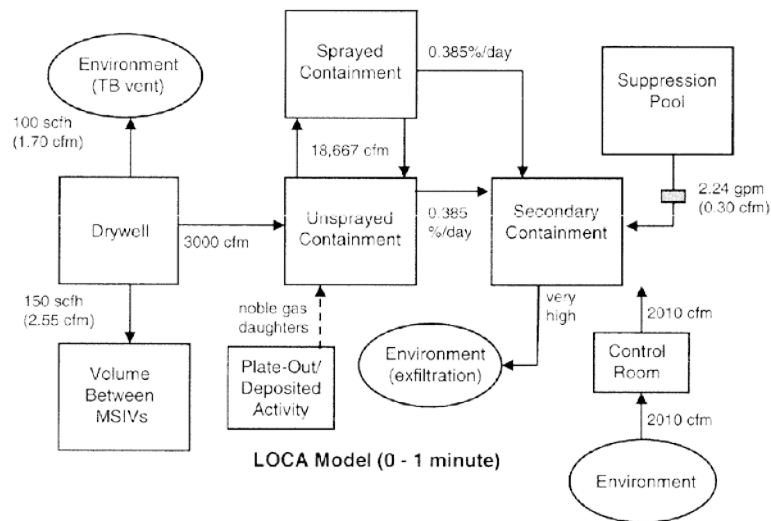 Environment
(TB vent)
100 scfh
(1.70 cfm)
Drywell
3000 cfm
150 scfh
(2.55 cfm)
Volume
Between
MSIVs
Sprayed
Containment
0.385%/day
18,667 cfm
Unsprayed
Containment
0.385
%/day
noble gas
daughters
Plate-Out/
Deposited
Activity
Secondary
Containment
Suppression
Pool
2.24 gpm
(0.30 cfm)
very
high
Environment
(exfiltration)
2010 cfm
Control
Room
2010 cfm
Environment
LOCA Model (0 - 1 minute)